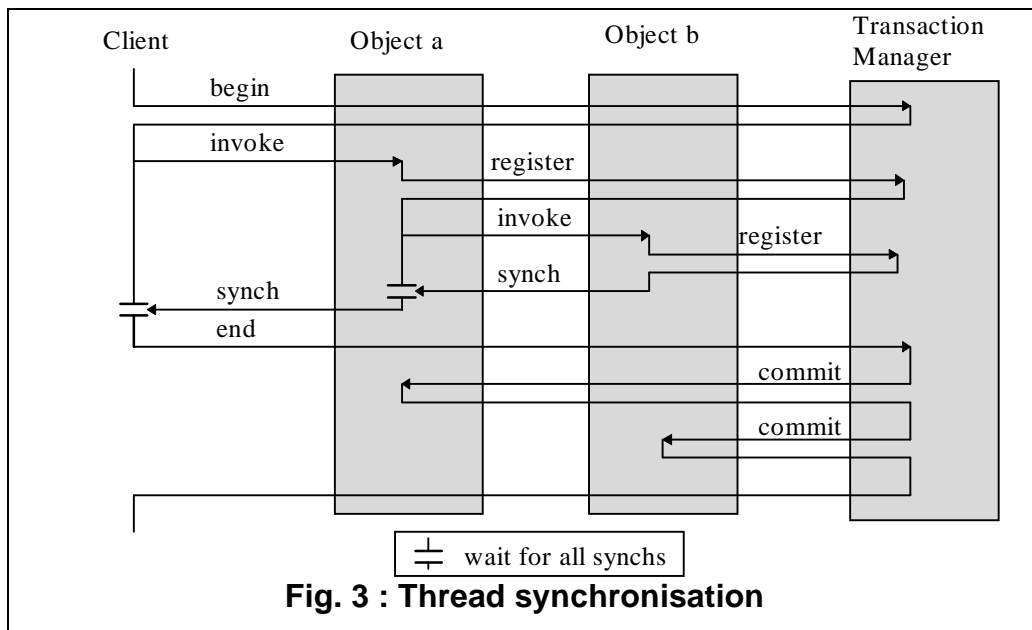 Client
Object a
Object b
Transaction
Manager
begin
invoke
register
invoke
register
synch
synch
end
commit
commit
wait for all synchs
Fig. 3 : Thread synchronisation